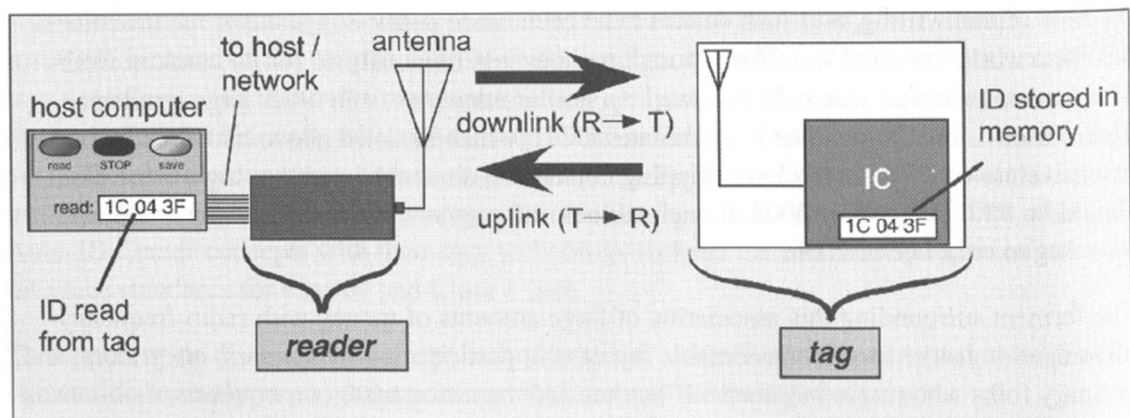 to host /
network
antenna
host computer
read STOP save
read: 1C 04 3F
downlink (R→T)
uplink (T→R)
ID stored in
memory
IC
1C 04 3F
ID read
from tag
reader
tag